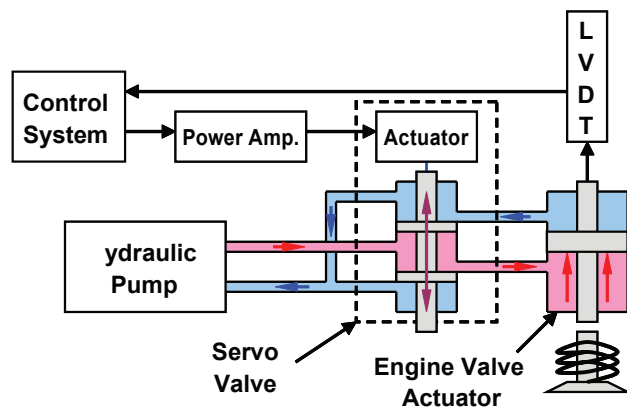 L
V
D
T
Control
System
Power Amp.
Actuator
ydraulic
Pump
Servo
Valve
Engine Valve
Actuator